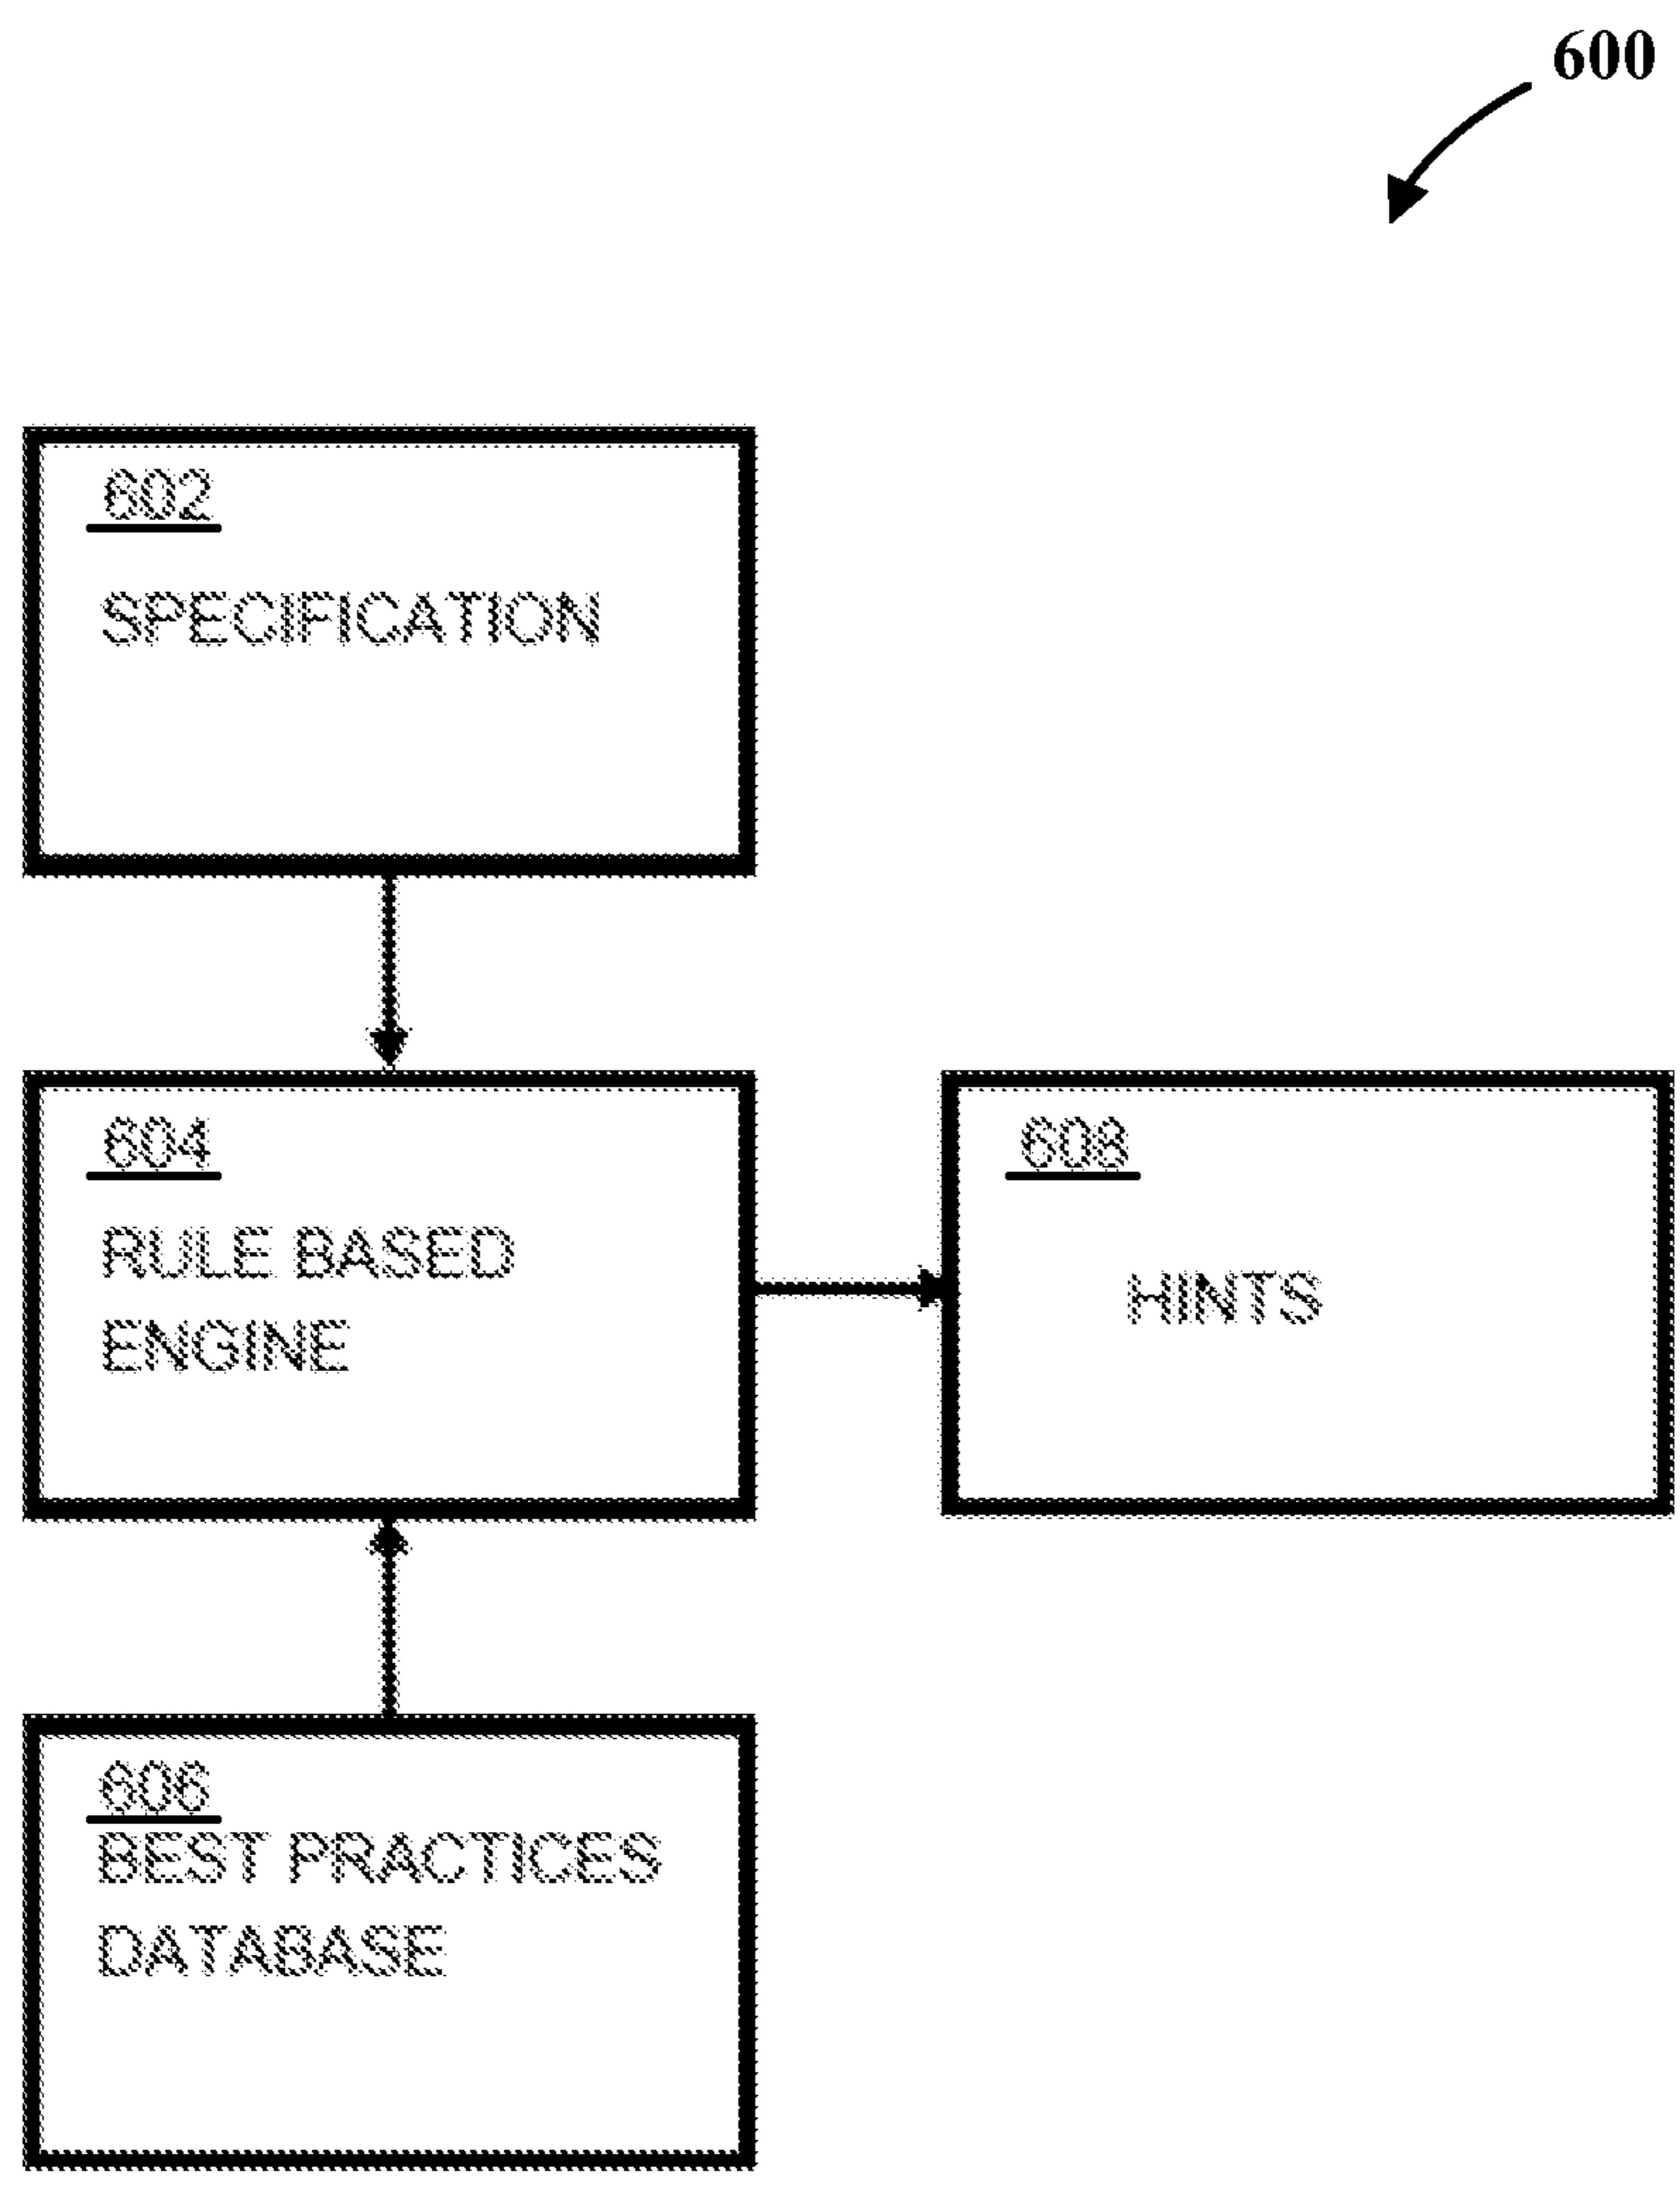 600
602
SPECIFICATION
604
RULE BASED
ENGINE
608
HINTS
606
BEST PRACTICES
DATABASE